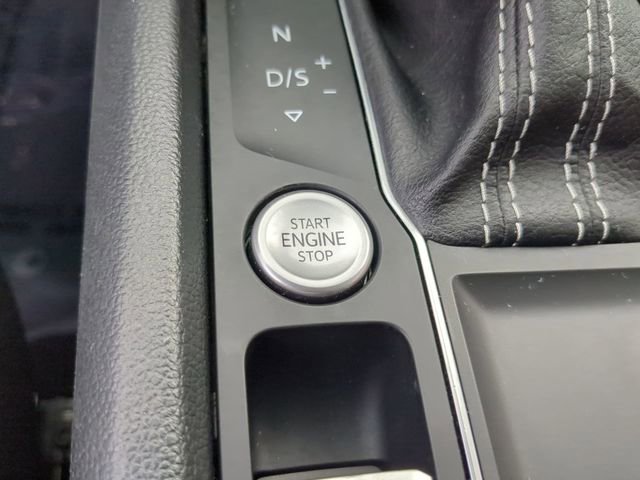 N
D/S + -
START
ENGINE
STOP